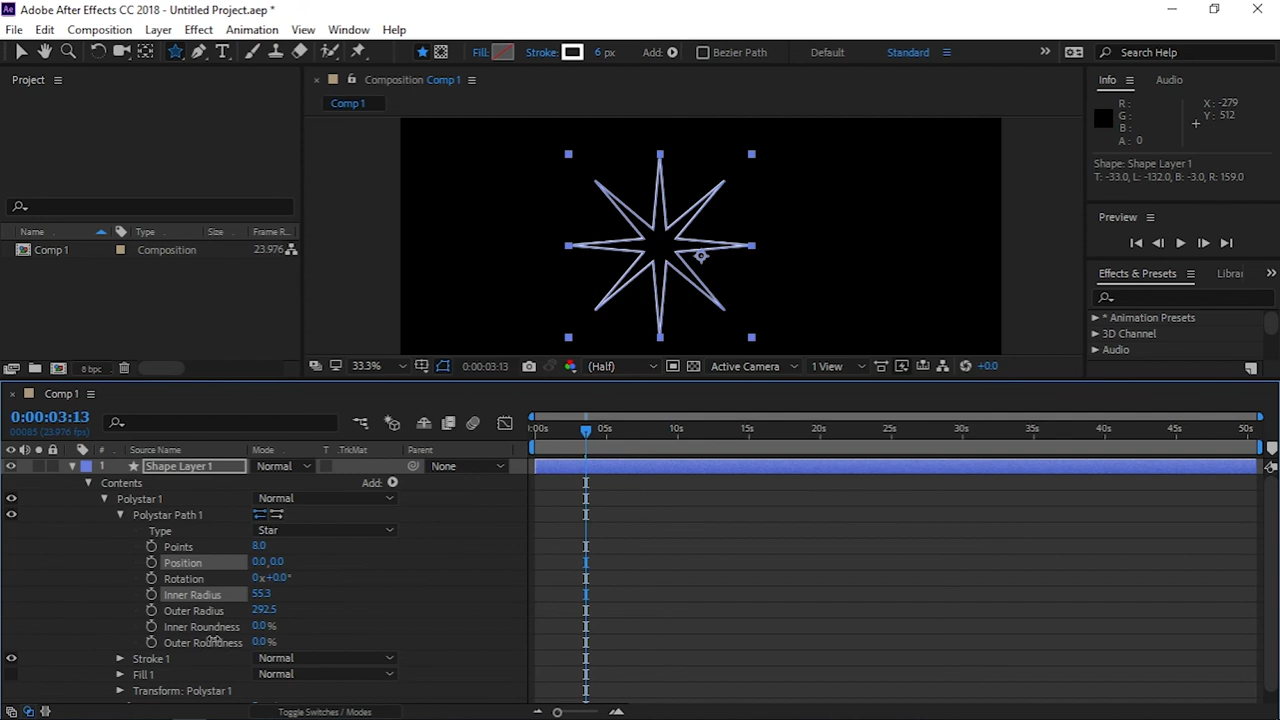 Ae Adobe After Effects CC 2018 - Untitled Project.aep *
File Edit Composition Layer Effect Animation View Window Help
Fill: Stroke: 6 px Add: Bezier Path Default Standard Search Help
Project
Composition Comp 1
Info Audio
Comp 1
R: X: -279
G: Y: 512
B:
A: 0
Shape: Shape Layer 1
T: -33.0, L: -132.0, B: -3.0, R: 159.0
Preview
Name Type Size Frame R
Comp 1 Composition 23.976
Effects & Presets Librar
* Animation Presets
3D Channel
Audio
8 bpc
33.3% 0:00:03:13 (Half) Active Camera 1 View +0.0
Comp 1
0:00:03:13
00085 (23.976 fps)
:00s 05s 10s 15s 20s 25s 30s 35s 40s 45s 50s
# Source Name Mode T .TrkMat Parent
1 Shape Layer 1 Normal None
Contents Add:
Polystar 1 Normal
Polystar Path 1
Type Star
Points 8.0
Position 0.0,0.0
Rotation 0x+0.0°
Inner Radius 55.3
Outer Radius 292.5
Inner Roundness 0.0%
Outer Roundness 0.0%
Stroke 1 Normal
Fill 1 Normal
Transform: Polystar 1
Toggle Switches / Modes